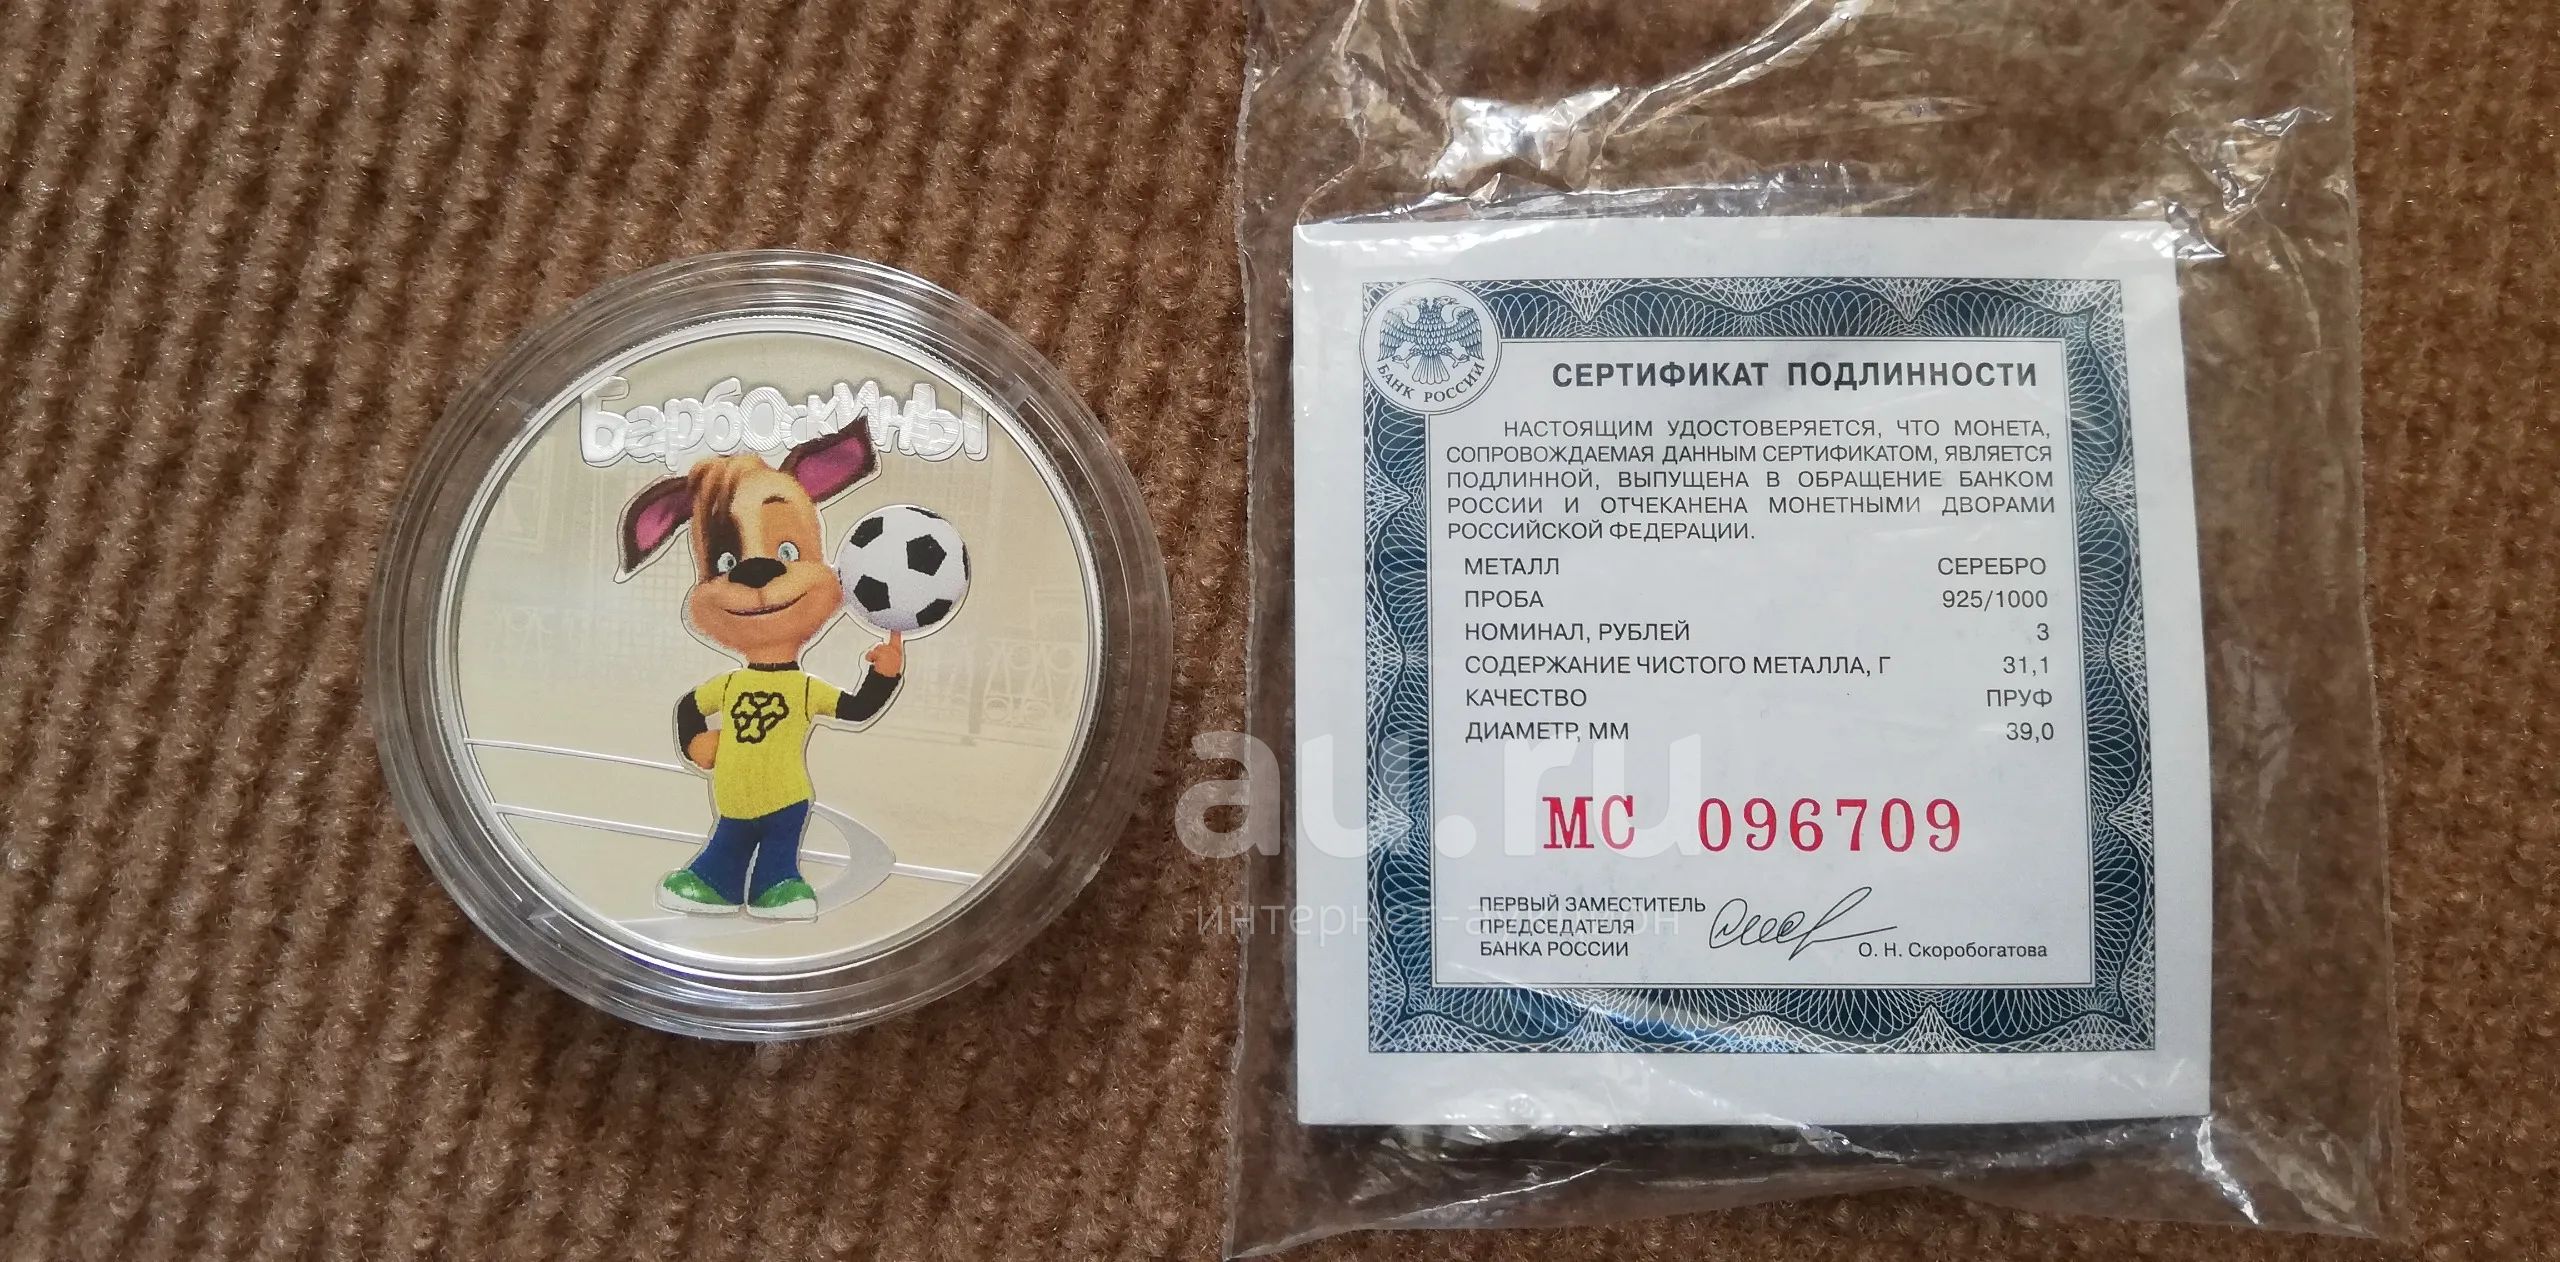 Барбоскины
БАНК РОССИИ
СЕРТИФИКАТ ПОДЛИННОСТИ
НАСТОЯЩИМ УДОСТОВЕРЯЕТСЯ, ЧТО МОНЕТА,
СОПРОВОЖДАЕМАЯ ДАННЫМ СЕРТИФИКАТОМ, ЯВЛЯЕТСЯ
ПОДЛИННОЙ, ВЫПУЩЕНА В ОБРАЩЕНИЕ БАНКОМ
РОССИИ И ОТЧЕКАНЕНА МОНЕТНЫМИ ДВОРАМИ
РОССИЙСКОЙ ФЕДЕРАЦИИ.
МЕТАЛЛ СЕРЕБРО
ПРОБА 925/1000
НОМИНАЛ, РУБЛЕЙ 3
СОДЕРЖАНИЕ ЧИСТОГО МЕТАЛЛА, Г 31,1
КАЧЕСТВО ПРУФ
ДИАМЕТР, ММ 39,0
МС 096709
ПЕРВЫЙ ЗАМЕСТИТЕЛЬ
ПРЕДСЕДАТЕЛЯ
БАНКА РОССИИ О. Н. Скоробогатова
au.ru
интернет-аукцион